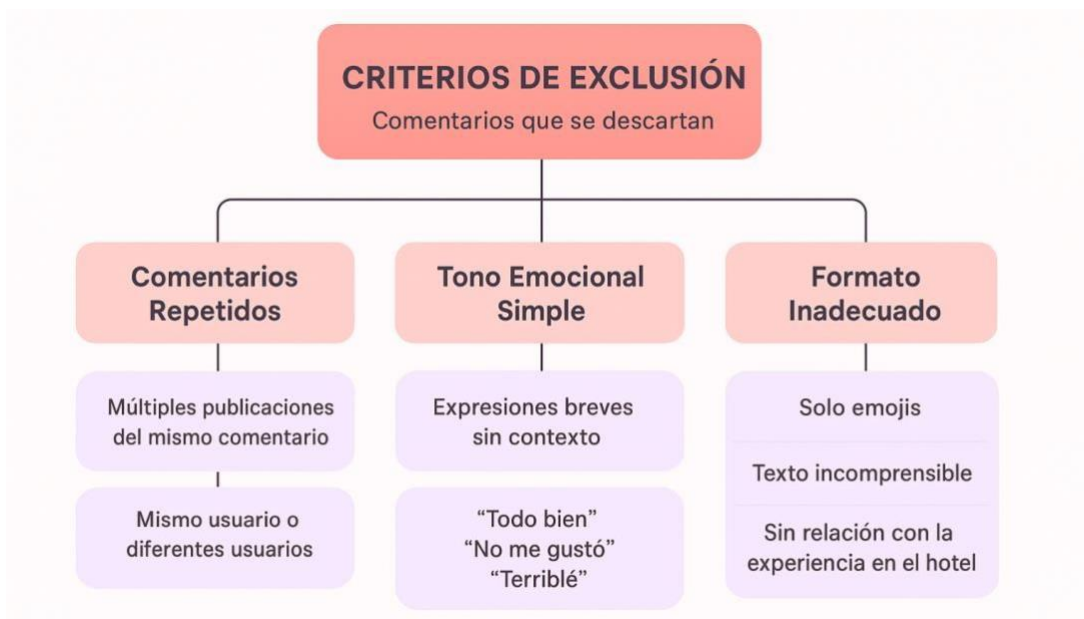 CRITERIOS DE EXCLUSIÓN
Comentarios que se descartan
Comentarios
Repetidos
Múltiples publicaciones
del mismo comentario
Mismo usuario o
diferentes usuarios
Tono Emocional
Simple
Expresiones breves
sin contexto
“Todo bien”
“No me gustó”
“Terriblé”
Formato
Inadecuado
Solo emojis
Texto incomprensible
Sin relación con la
experiencia en el hotel